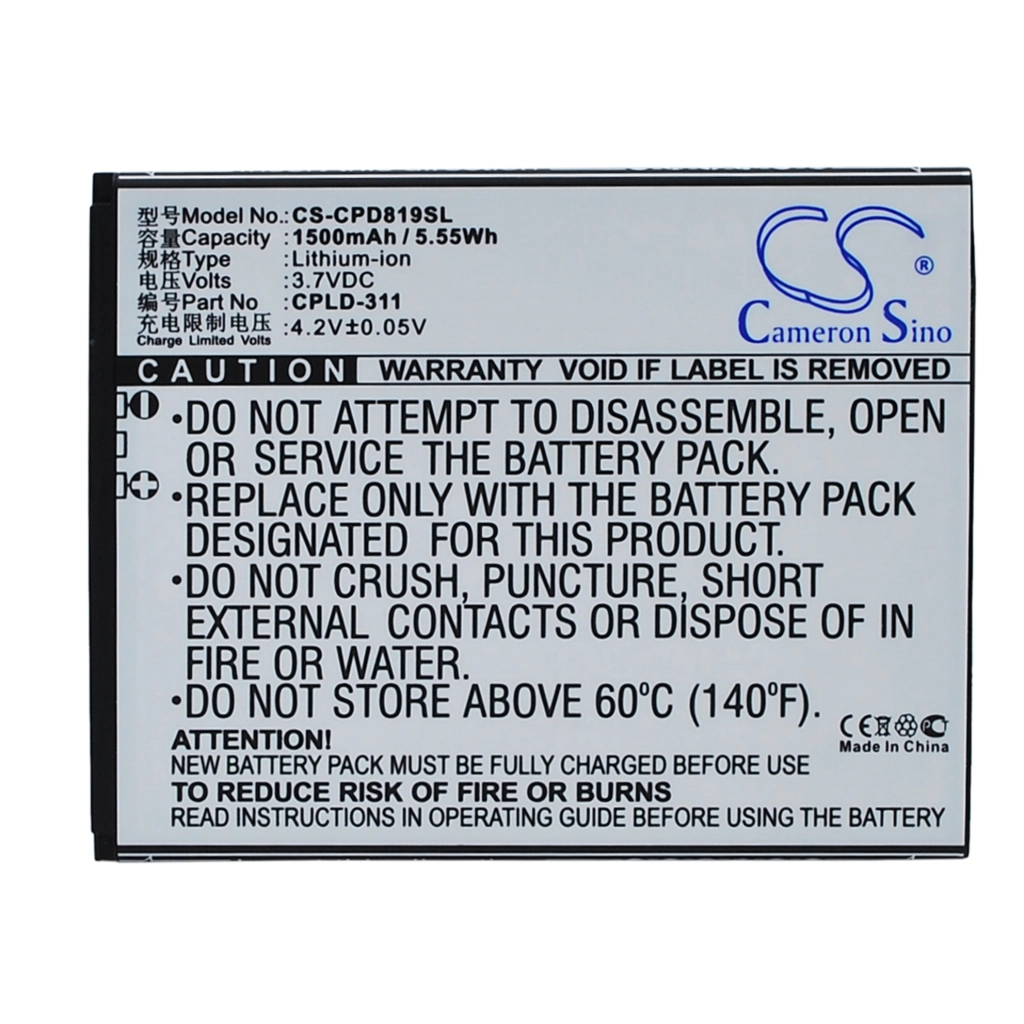 型号Model No.: CS-CPD819SL
容量Capacity :1500mAh / 5.55Wh
规格Type :Lithium-ion
电压Volts :3.7VDC
编号Part No :CPLD-311
充电限制电压 :4.2V±0.05V
Charge Limited Volts
CS ®
Cameron Sino
CAUTION WARRANTY VOID IF LABEL IS REMOVED
•DO NOT ATTEMPT TO DISASSEMBLE, OPEN
OR SERVICE THE BATTERY PACK.
•REPLACE ONLY WITH THE BATTERY PACK
DESIGNATED FOR THIS PRODUCT.
•DO NOT CRUSH, PUNCTURE, SHORT
EXTERNAL CONTACTS OR DISPOSE OF IN
FIRE OR WATER.
•DO NOT STORE ABOVE 60ºC (140ºF).
CE
Made In China
ATTENTION!
NEW BATTERY PACK MUST BE FULLY CHARGED BEFORE USE
TO REDUCE RISK OF FIRE OR BURNS
READ INSTRUCTIONS IN OPERATING GUIDE BEFORE USING THE BATTERY